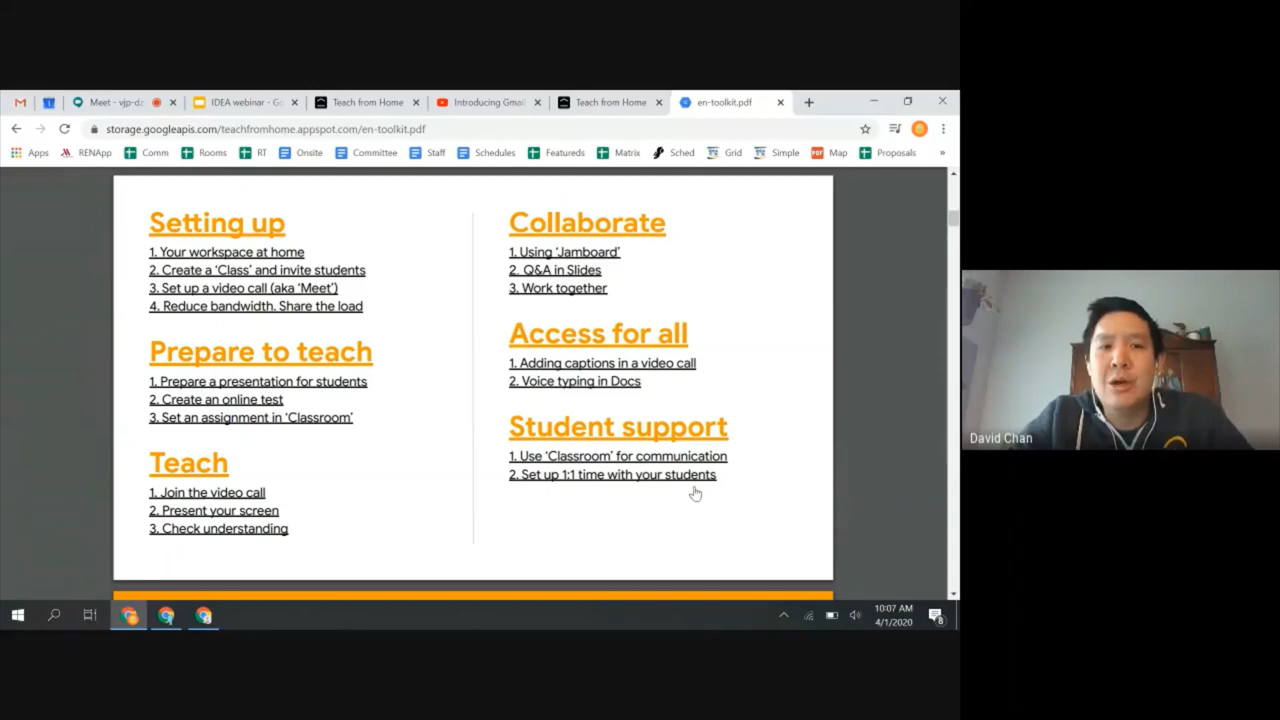 Meet - vjp-dz
IDEA webinar - Go
Teach from Home
Introducing Gmai
Teach from Home
en-toolkit.pdf
storage.googleapis.com/teachfromhome.appspot.com/en-toolkit.pdf
Apps
RENApp
Comm
Rooms
RT
Onsite
Committee
Staff
Schedules
Featureds
Matrix
Sched
Grid
Simple
PDF
Map
Proposals
»
Setting up
1. Your workspace at home
2. Create a ‘Class’ and invite students
3. Set up a video call (aka ‘Meet’)
4. Reduce bandwidth. Share the load
Prepare to teach
1. Prepare a presentation for students
2. Create an online test
3. Set an assignment in ‘Classroom’
Teach
1. Join the video call
2. Present your screen
3. Check understanding
Collaborate
1. Using ‘Jamboard’
2. Q&A in Slides
3. Work together
Access for all
1. Adding captions in a video call
2. Voice typing in Docs
Student support
1. Use ‘Classroom’ for communication
2. Set up 1:1 time with your students
David Chan
10:07 AM
4/1/2020
8